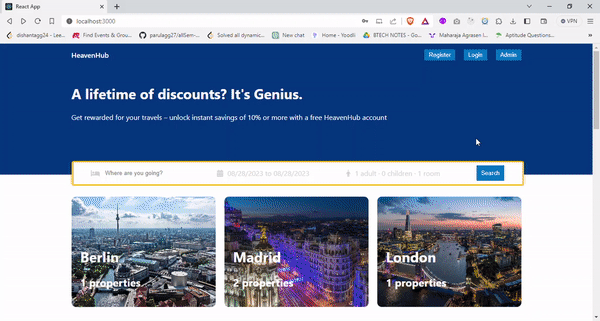 React App
localhost:3000
VPN
dishantagg24 - Lee...
Find Events & Grou...
parulagg27/allSem-...
Solved all dynamic...
New chat
Home - Yoodli
BTECH NOTES - Go...
Maharaja Agrasen I...
Aptitude Questions...
HeavenHub
Register
Login
Admin
A lifetime of discounts? It's Genius.
Get rewarded for your travels – unlock instant savings of 10% or more with a free HeavenHub account
Where are you going?
08/28/2023 to 08/28/2023
1 adult · 0 children · 1 room
Search
Berlin
1 properties
Madrid
2 properties
London
1 properties